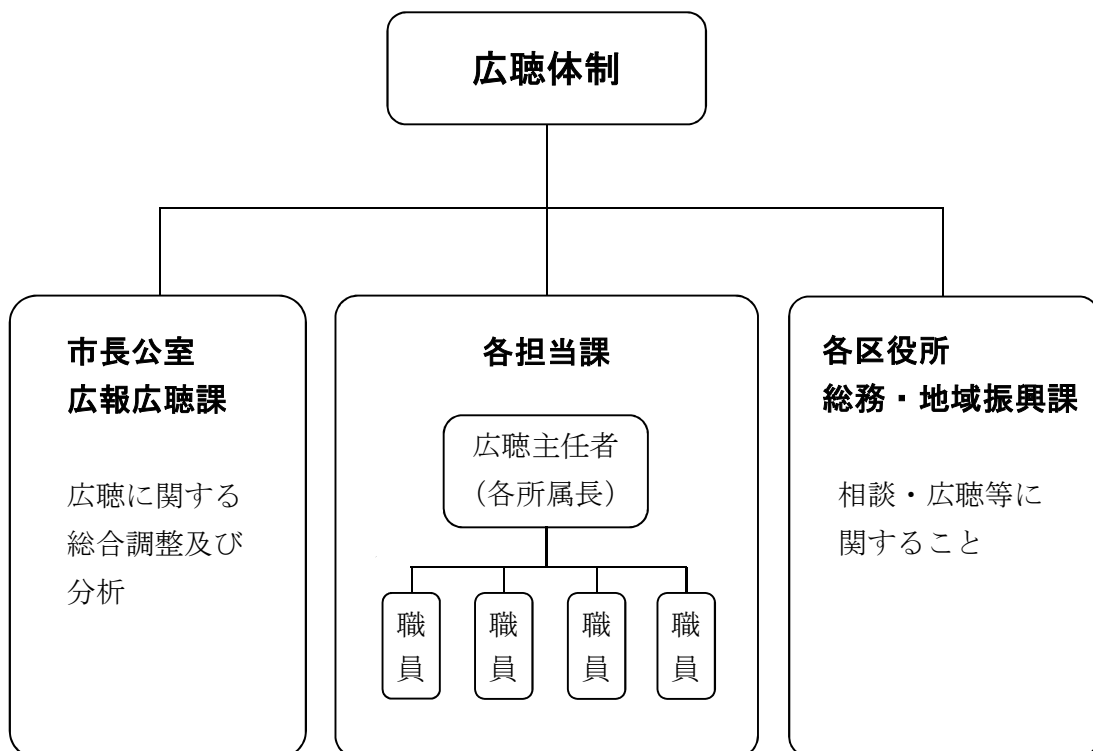 広聴体制
市長公室
広報広聴課
広聴に関する
総合調整及び
分析
各担当課
広聴主任者
（各所属長）
職員
職員
職員
職員
各区役所
総務・地域振興課
相談・広聴等に
関すること